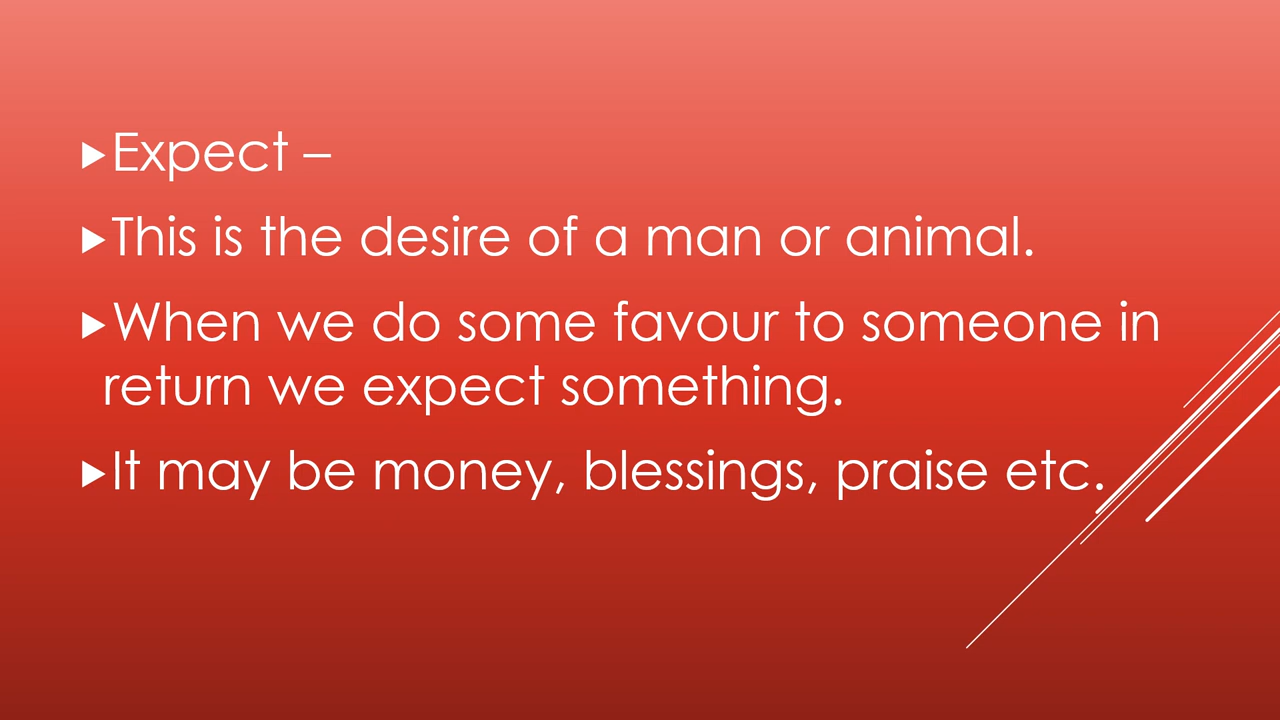 Expect –
This is the desire of a man or animal.
When we do some favour to someone in
return we expect something.
It may be money, blessings, praise etc.